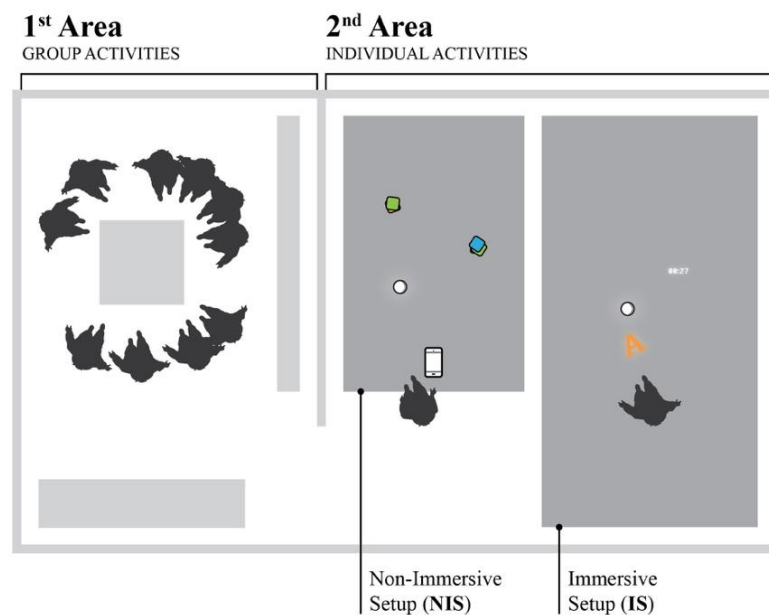 1st Area
GROUP ACTIVITIES
2nd Area
INDIVIDUAL ACTIVITIES
00:27
A
Non-Immersive
Setup (NIS)
Immersive
Setup (IS)